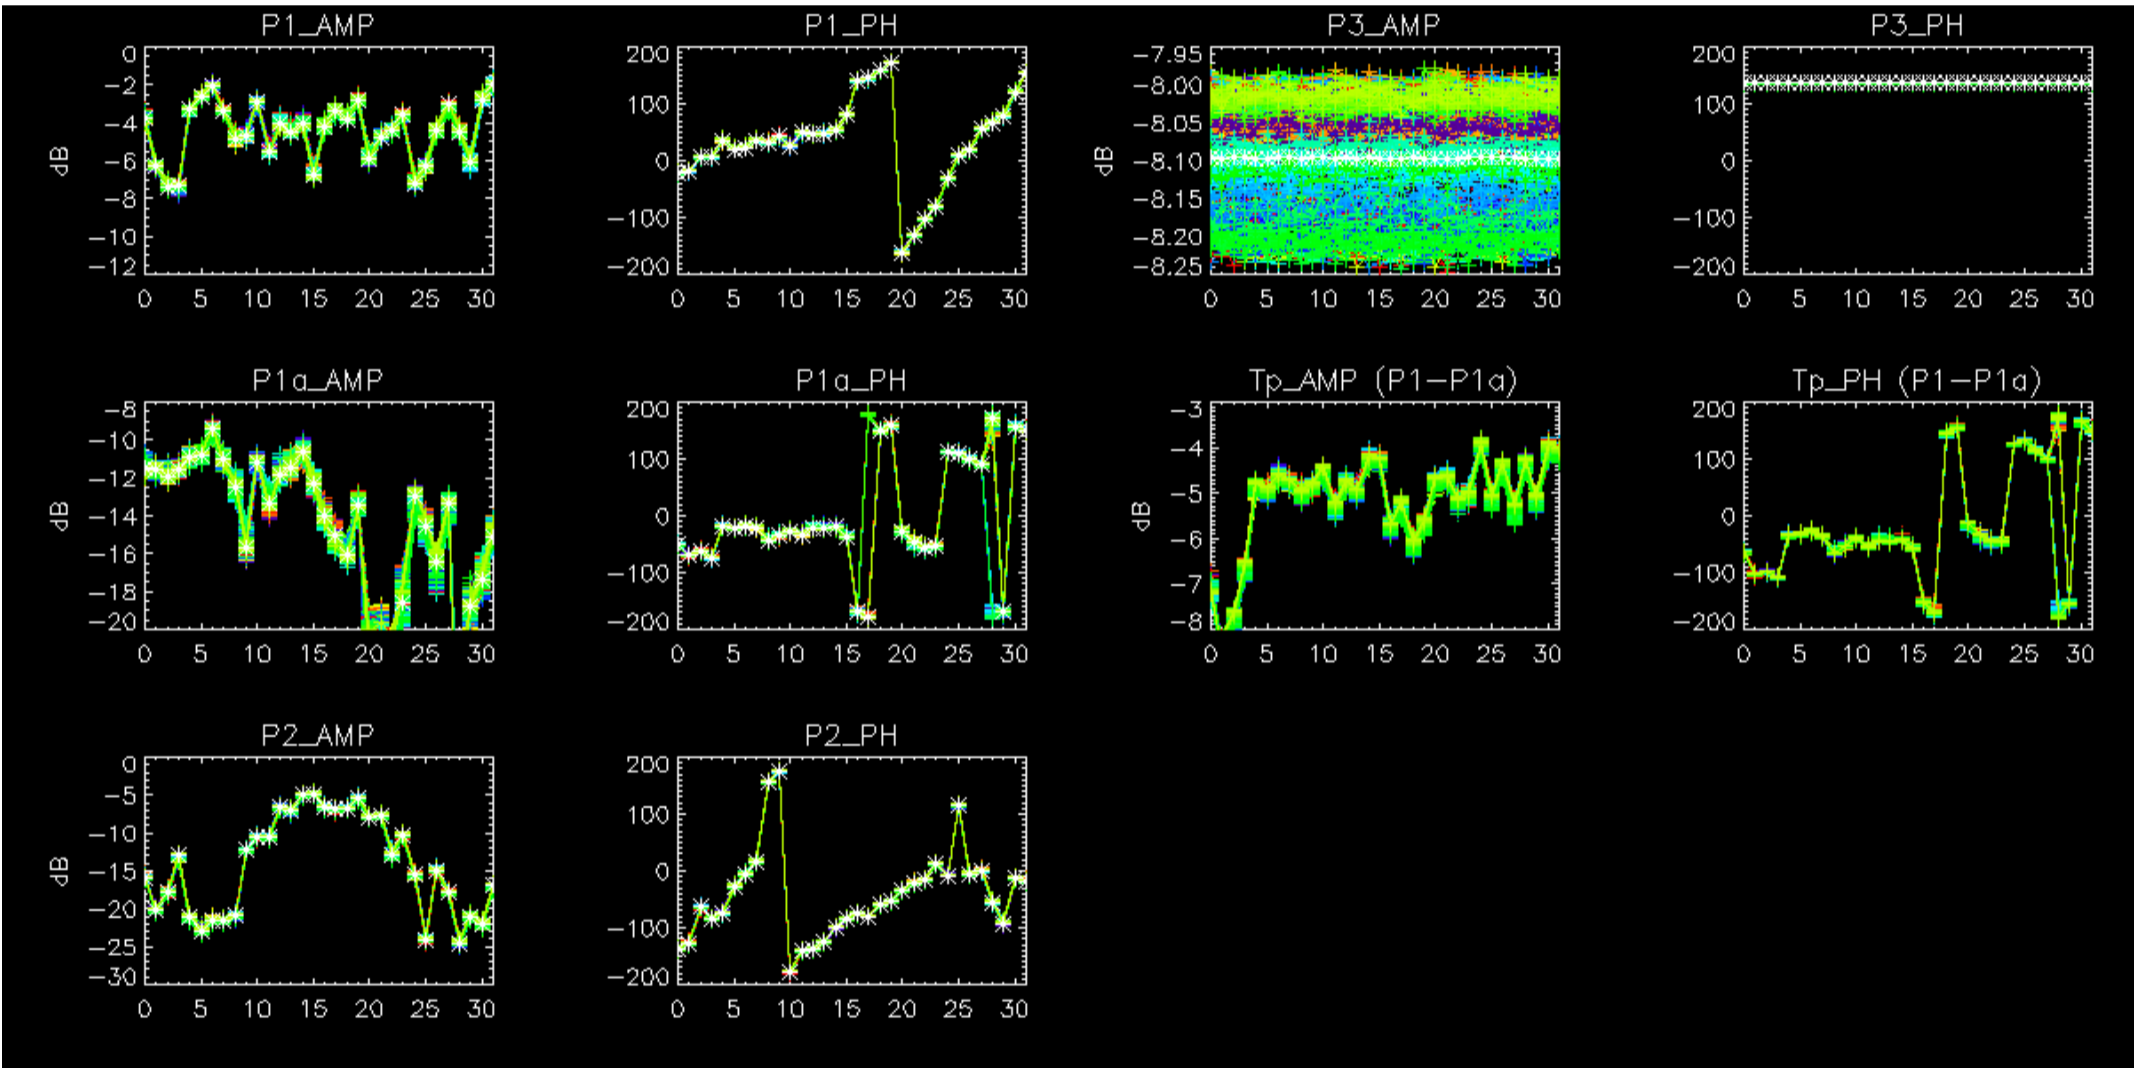 P1_AMP
0
−2
−4
−6
−8
−10
−12
dB
0 5 10 15 20 25 30
P1_PH
200
100
0
−100
−200
0 5 10 15 20 25 30
P3_AMP
−7.95
−8.00
−8.05
−8.10
−8.15
−8.20
−8.25
dB
0 5 10 15 20 25 30
P3_PH
200
100
0
−100
−200
0 5 10 15 20 25 30
P1a_AMP
−8
−10
−12
−14
−16
−18
−20
dB
0 5 10 15 20 25 30
P1a_PH
200
100
0
−100
−200
0 5 10 15 20 25 30
Tp_AMP (P1−P1a)
−3
−4
−5
−6
−7
−8
dB
0 5 10 15 20 25 30
Tp_PH (P1−P1a)
200
100
0
−100
−200
0 5 10 15 20 25 30
P2_AMP
0
−5
−10
−15
−20
−25
−30
dB
0 5 10 15 20 25 30
P2_PH
200
100
0
−100
−200
0 5 10 15 20 25 30